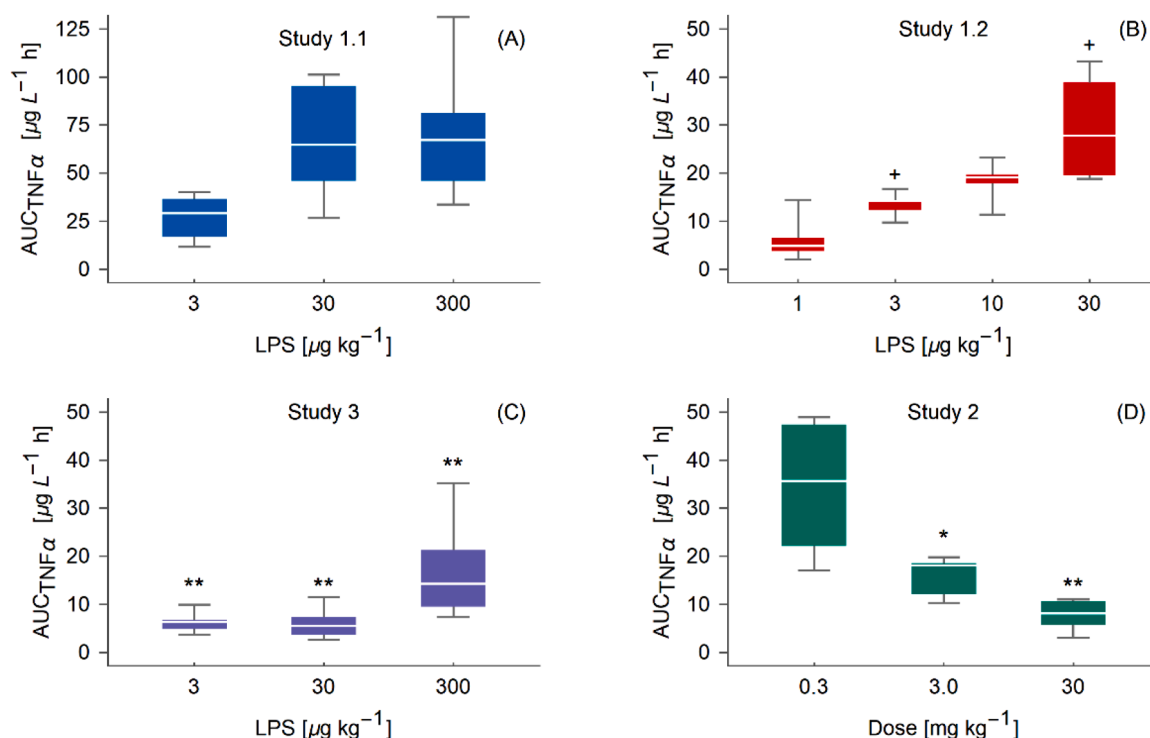 Study 1.1
(A)
AUCTNFα [µg L−1 h]
125
100
75
50
25
0
3 30 300
LPS [µg kg−1]
Study 1.2
(B)
AUCTNFα [µg L−1 h]
50
40
30
20
10
0
+
+
1 3 10 30
LPS [µg kg−1]
Study 3
(C)
AUCTNFα [µg L−1 h]
50
40
30
20
10
0
**
**
**
3 30 300
LPS [µg kg−1]
Study 2
(D)
AUCTNFα [µg L−1 h]
50
40
30
20
10
0
*
**
0.3 3.0 30
Dose [mg kg−1]